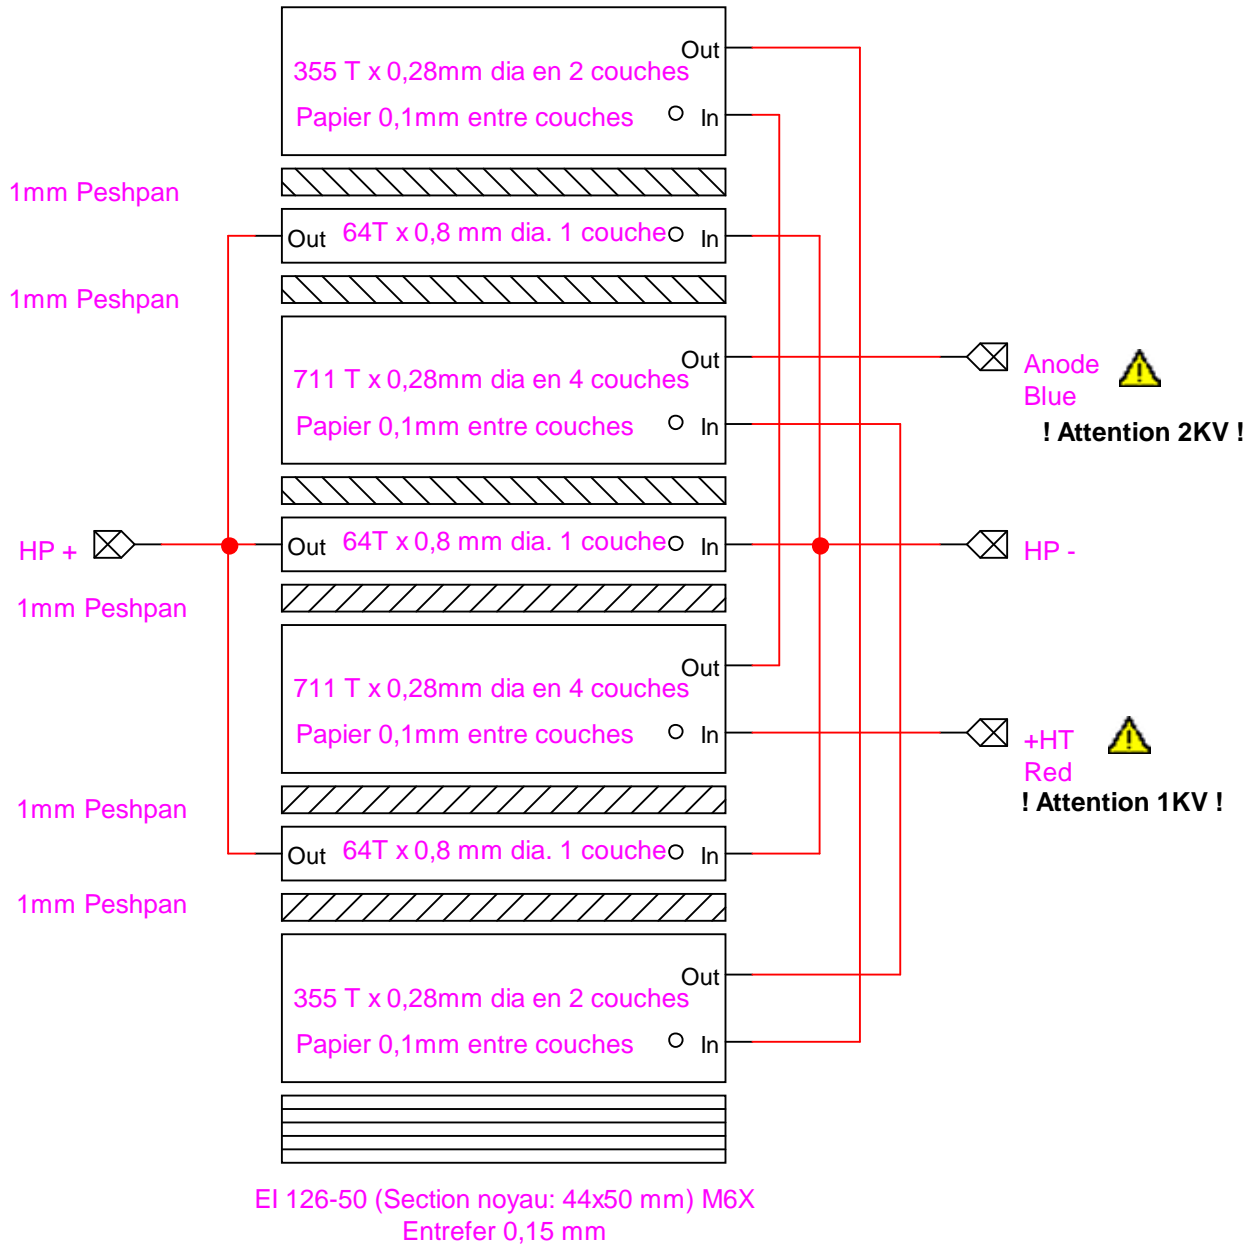 Out
355 T x 0,28mm dia en 2 couches
Papier 0,1mm entre couches
In
1mm Peshpan
Out
64T x 0,8 mm dia. 1 couche
In
1mm Peshpan
Out
711 T x 0,28mm dia en 4 couches
Papier 0,1mm entre couches
In
Anode
Blue
! Attention 2KV !
HP +
Out
64T x 0,8 mm dia. 1 couche
In
HP -
1mm Peshpan
Out
711 T x 0,28mm dia en 4 couches
Papier 0,1mm entre couches
In
+HT
Red
! Attention 1KV !
1mm Peshpan
Out
64T x 0,8 mm dia. 1 couche
In
1mm Peshpan
Out
355 T x 0,28mm dia en 2 couches
Papier 0,1mm entre couches
In
EI 126-50 (Section noyau: 44x50 mm) M6X
Entrefer 0,15 mm